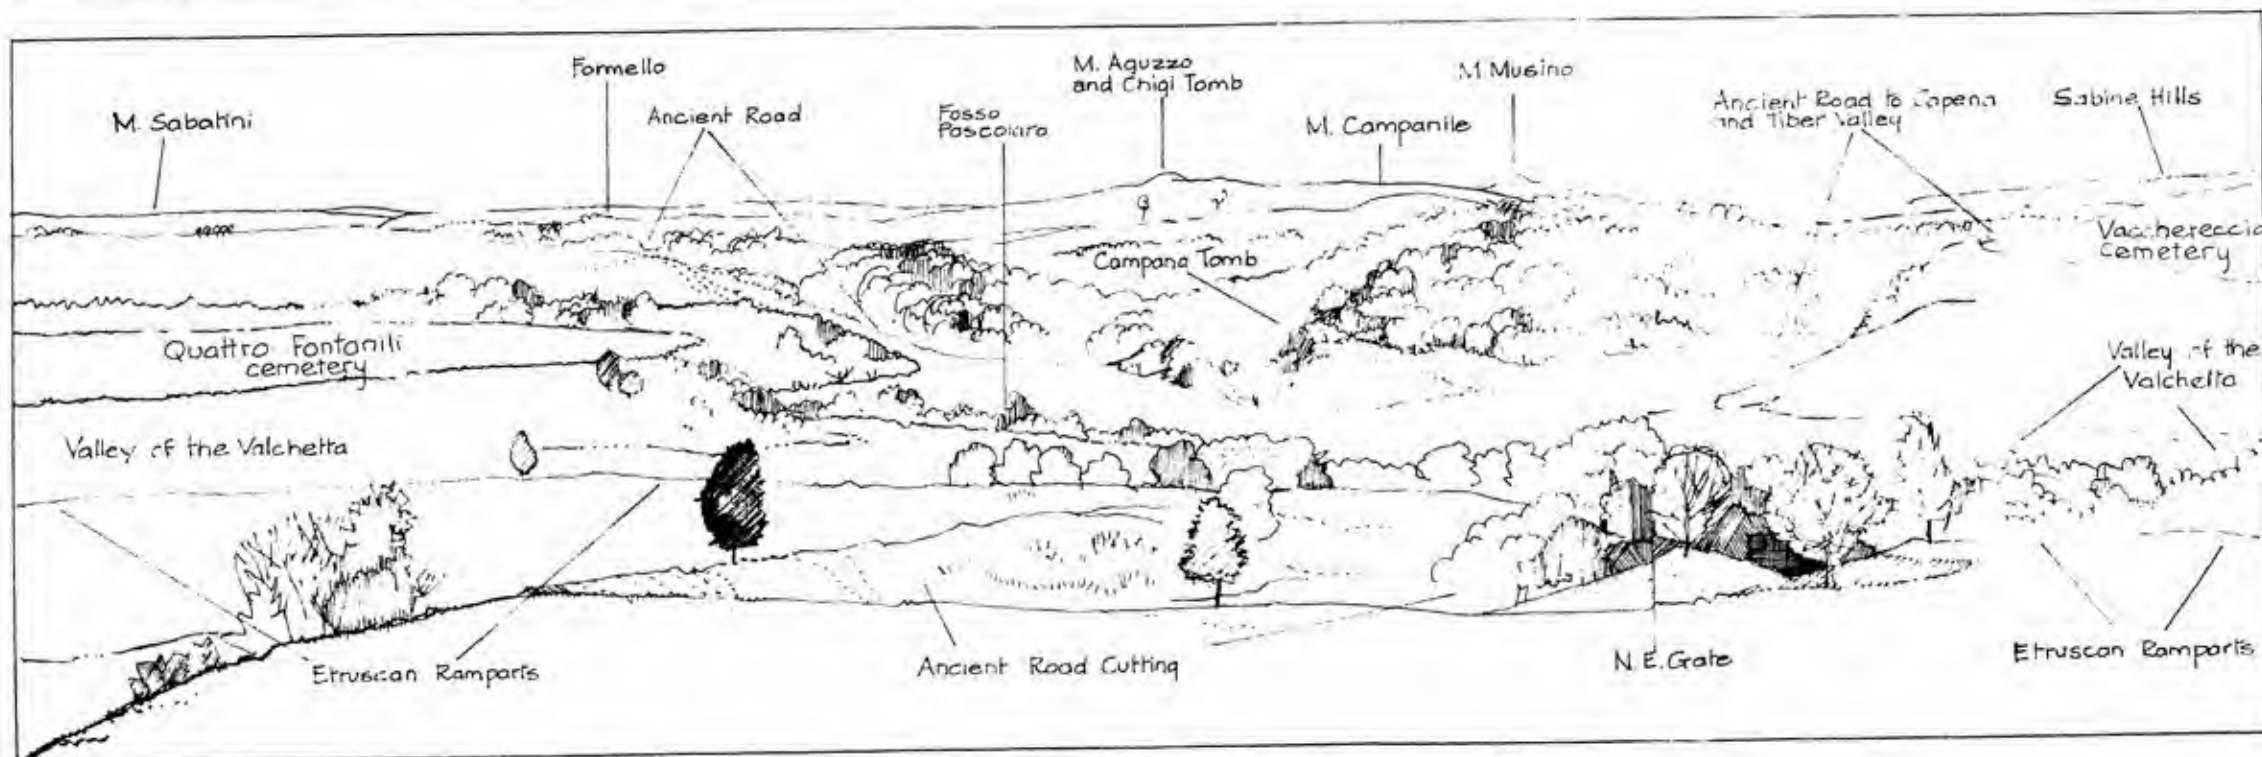 Formello
M. Aguzzo
and Chigi Tomb
M. Musino
M. Sabatini
Ancient Road
Fosso
Pascolaro
M. Campanile
Ancient Road to Capena
and Tiber Valley
Sabine Hills
Campana Tomb
Vacchereccia
Cemetery
Quattro Fontanili
cemetery
Valley of the
Valchetta
Valley of the Valchetta
Etruscan Ramparts
Ancient Road Cutting
N.E. Gate
Etruscan Ramparts